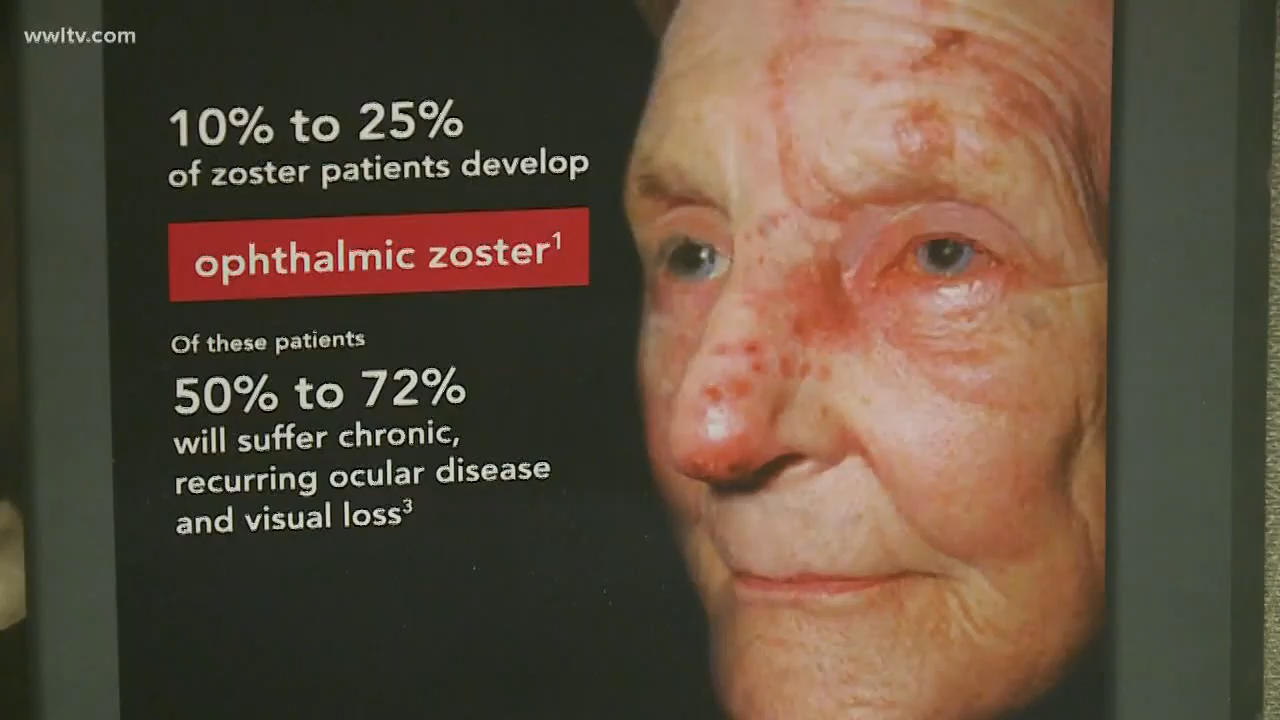 wwltv.com
10% to 25%
of zoster patients develop
ophthalmic zoster¹
Of these patients
50% to 72%
will suffer chronic,
recurring ocular disease
and visual loss³